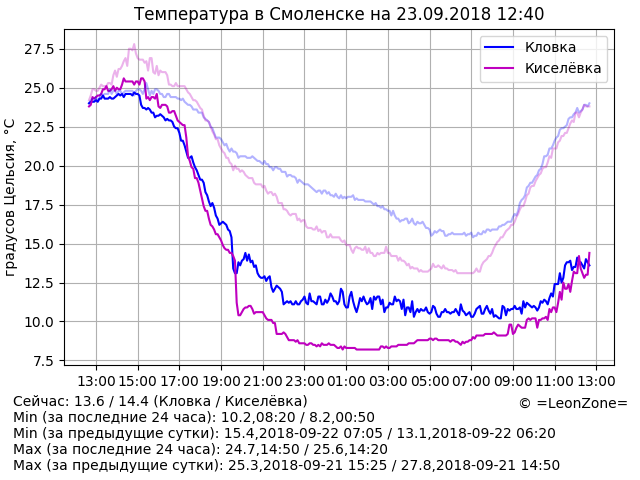 Температура в Смоленске на 23.09.2018 12:40
Кловка
Киселёвка
градусов Цельсия, °C
27.5
25.0
22.5
20.0
17.5
15.0
12.5
10.0
7.5
13:00 15:00 17:00 19:00 21:00 23:00 01:00 03:00 05:00 07:00 09:00 11:00 13:00
Сейчас: 13.6 / 14.4 (Кловка / Киселёвка)
© =LeonZone=
Min (за последние 24 часа): 10.2,08:20 / 8.2,00:50
Min (за предыдущие сутки): 15.4,2018-09-22 07:05 / 13.1,2018-09-22 06:20
Max (за последние 24 часа): 24.7,14:50 / 25.6,14:20
Max (за предыдущие сутки): 25.3,2018-09-21 15:25 / 27.8,2018-09-21 14:50